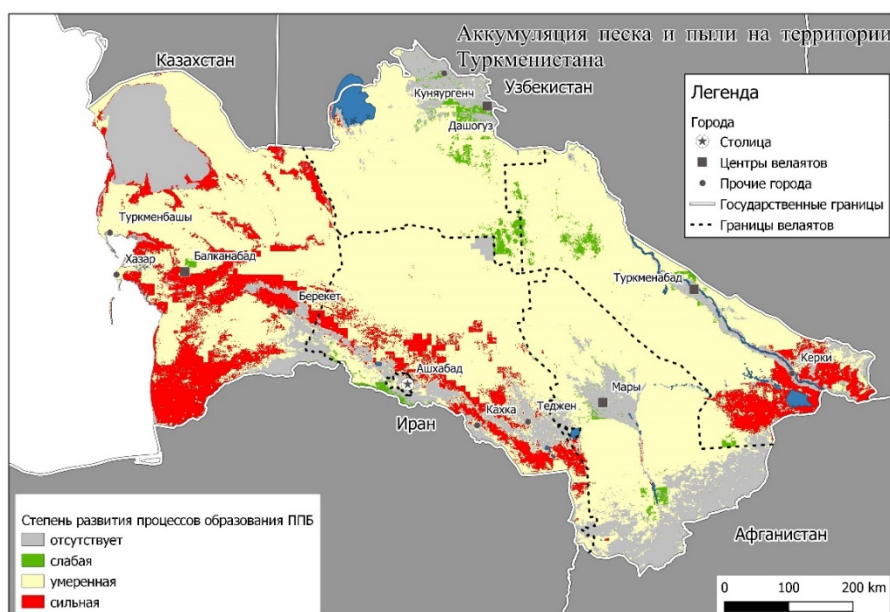 Аккумуляция песка и пыли на территории
Туркменистана
Казахстан
Узбекистан
Куняургенч
Дашогуз
Легенда
Города
Столица
Центры велаятов
Прочие города
Государственные границы
Границы велаятов
Туркменбашы
Хазар
Балканабад
Берекет
Туркменабад
Керки
Ашхабад
Мары
Теджен
Кахка
Иран
Афганистан
Степень развития процессов образования ППБ
отсутствует
слабая
умеренная
сильная
0 100 200 km